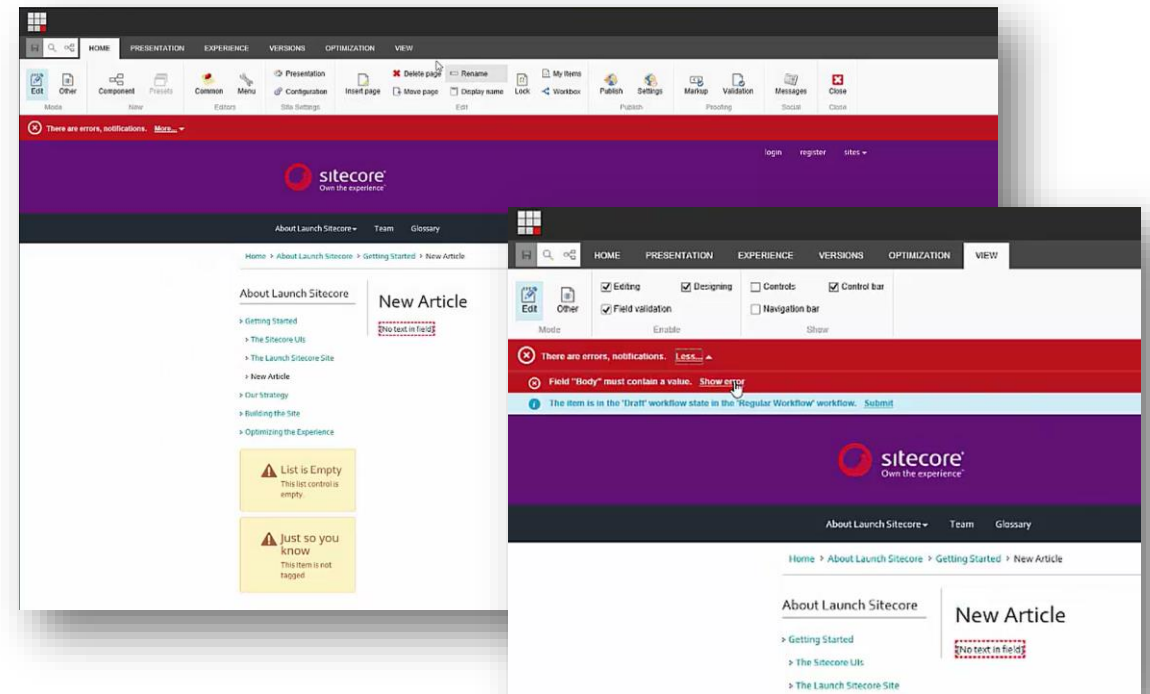 HOME PRESENTATION EXPERIENCE VERSIONS OPTIMIZATION VIEW
Edit Other Component Presets Common Menu Presentation Configuration Insert page Delete page Move page Rename Display name Lock My Items Workbox Publish Settings Markup Validation Messages Close
Mode New Editors Site Settings Edit Publish Proofing Social Close
There are errors, notifications. More...
login register sites
sitecore
Own the experience
About Launch Sitecore Team Glossary
Home > About Launch Sitecore > Getting Started > New Article
About Launch Sitecore
Getting Started
The Sitecore UIs
The Launch Sitecore Site
New Article
Our Strategy
Building the Site
Optimizing the Experience
New Article
[No text in field]
List is Empty
This list control is
empty.
Just so you
know
This item is not
tagged
HOME PRESENTATION EXPERIENCE VERSIONS OPTIMIZATION VIEW
Edit Other Editing Designing Controls Control bar
Field validation Navigation bar
Mode Enable Show
There are errors, notifications. Less...
Field "Body" must contain a value. Show error
The item is in the 'Draft' workflow state in the 'Regular Workflow' workflow. Submit
sitecore
Own the experience
About Launch Sitecore Team Glossary
Home > About Launch Sitecore > Getting Started > New Article
About Launch Sitecore
Getting Started
The Sitecore UIs
The Launch Sitecore Site
New Article
[No text in field]